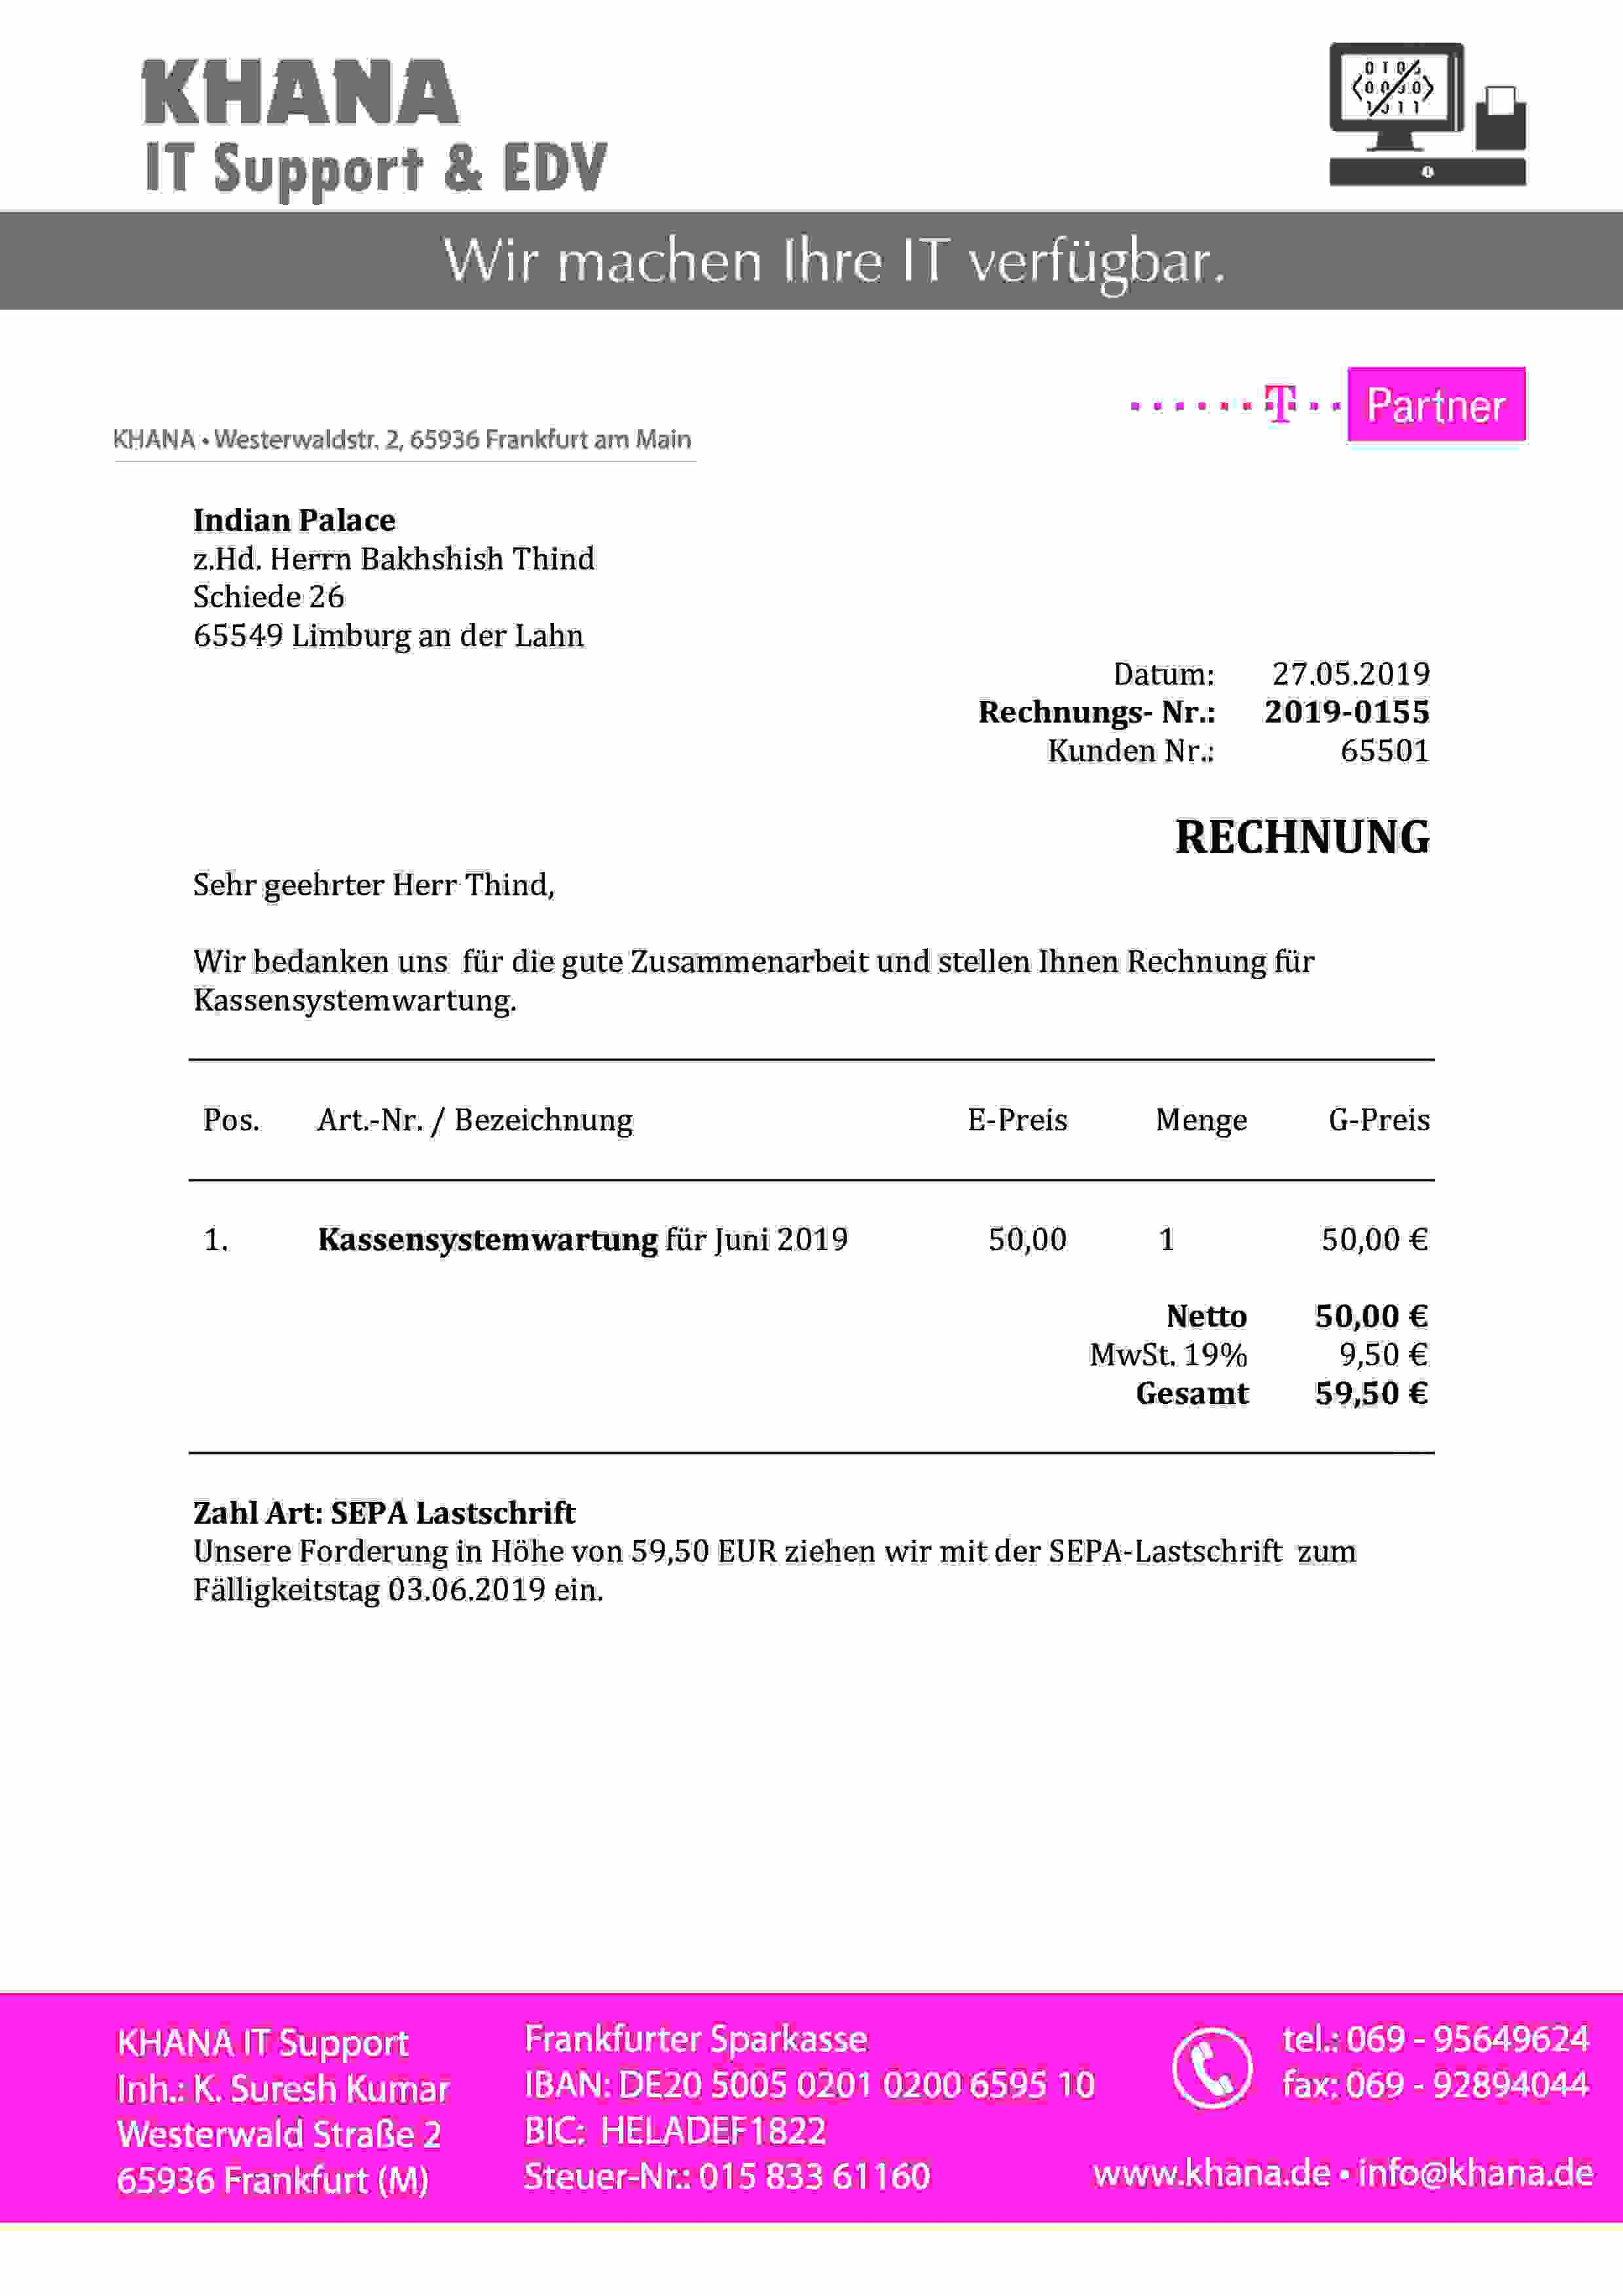 KHANA
IT Support & EDV
Wir machen Ihre IT verfügbar.
T Partner
KHANA • Westerwaldstr. 2, 65936 Frankfurt am Main
Indian Palace
z.Hd. Herrn Bakhshish Thind
Schiede 26
65549 Limburg an der Lahn
Datum: 27.05.2019
Rechnungs- Nr.: 2019-0155
Kunden Nr.: 65501
RECHNUNG
Sehr geehrter Herr Thind,
Wir bedanken uns für die gute Zusammenarbeit und stellen Ihnen Rechnung für
Kassensystemwartung.
Pos. Art.-Nr. / Bezeichnung E-Preis Menge G-Preis
1. Kassensystemwartung für Juni 2019 50,00 1 50,00 €
Netto 50,00 €
MwSt. 19% 9,50 €
Gesamt 59,50 €
Zahl Art: SEPA Lastschrift
Unsere Forderung in Höhe von 59,50 EUR ziehen wir mit der SEPA-Lastschrift zum
Fälligkeitstag 03.06.2019 ein.
KHANA IT Support
Inh.: K. Suresh Kumar
Westerwald Straße 2
65936 Frankfurt (M)
Frankfurter Sparkasse
IBAN: DE20 5005 0201 0200 6595 10
BIC: HELADEF1822
Steuer-Nr.: 015 833 61160
tel.: 069 - 95649624
fax: 069 - 92894044
www.khana.de • info@khana.de